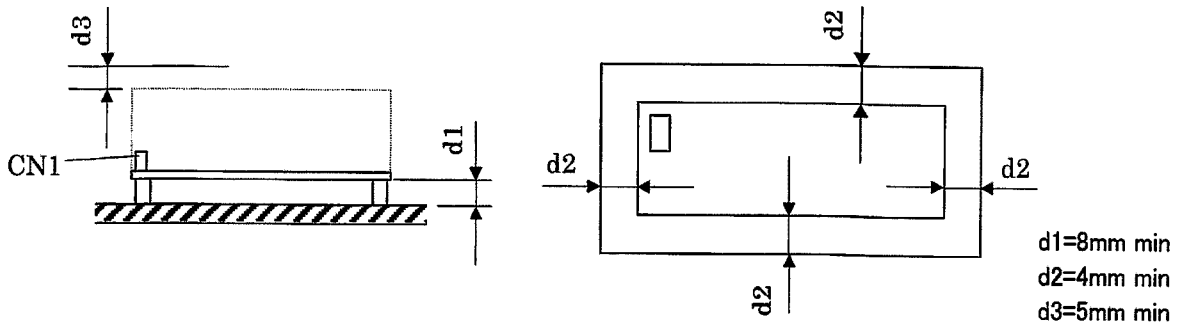 d3
d1
CN1
d2
d2
d2
d2
d1=8mm min
d2=4mm min
d3=5mm min